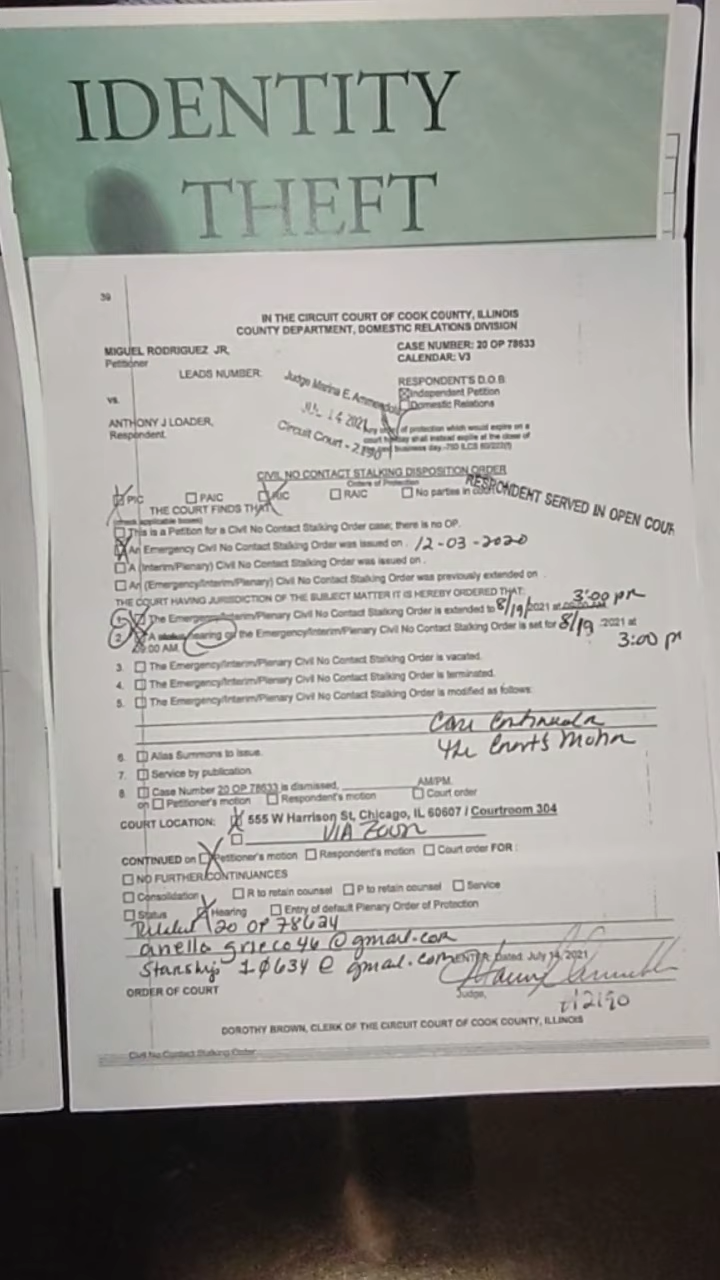 IDENTITY
THEFT
39
IN THE CIRCUIT COURT OF COOK COUNTY, ILLINOIS
COUNTY DEPARTMENT, DOMESTIC RELATIONS DIVISION
MIGUEL RODRIGUEZ JR,
Petitioner
CASE NUMBER: 20 OP 78633
CALENDAR: V3
LEADS NUMBER:
RESPONDENT'S D.O.B
Independent Petition
Domestic Relations
vs.
Judge Marina E. Ammendola
JUL 14 2021
Circuit Court - 2190
ANTHONY J LOADER,
Respondent.
of protection which would expire on a
court holiday shall instead expire at the close of
business day.-750 ILCS
CIVIL NO CONTACT STALKING DISPOSITION ORDER
Orders of Protection
PIC PAIC RIC RAIC No parties in court
RESPONDENT SERVED IN OPEN COUR
THE COURT FINDS THAT
(check applicable boxes)
This is a Petition for a Civil No Contact Stalking Order case; there is no OP.
An Emergency Civil No Contact Stalking Order was issued on . 12-03-2020
A (Interim/Plenary) Civil No Contact Stalking Order was issued on .
An (Emergency/Interim/Plenary) Civil No Contact Stalking Order was previously extended on .
THE COURT HAVING JURISDICTION OF THE SUBJECT MATTER IT IS HEREBY ORDERED THAT:
1. The Emergency/Interim/Plenary Civil No Contact Stalking Order is extended to 8/19/2021 at 3:00 pm
2. A status hearing on the Emergency/Interim/Plenary Civil No Contact Stalking Order is set for 8/19 2021 at
:00 AM. 3:00 p
3. The Emergency/Interim/Plenary Civil No Contact Stalking Order is vacated.
4. The Emergency/Interim/Plenary Civil No Contact Stalking Order is terminated.
5. The Emergency/Interim/Plenary Civil No Contact Stalking Order is modified as follows:
Case Continued
the Courts Motion
6. Alias Summons to issue.
7. Service by publication.
8. Case Number 20 OP 78633 is dismissed, AM/PM.
on Petitioner's motion Respondent's motion Court order
COURT LOCATION: 555 W Harrison St, Chicago, IL 60607 / Courtroom 304
VIA ZOOM
CONTINUED on Petitioner's motion Respondent's motion Court order FOR :
NO FURTHER CONTINUANCES
Consolidation R to retain counsel P to retain counsel Service
Status Hearing Entry of default Plenary Order of Protection
20 OP 78624
anella grieco46@gmail.com
10634@gmail.com
ENTER: Dated: July 14, 2021
ORDER OF COURT
Judge,
#2190
DOROTHY BROWN, CLERK OF THE CIRCUIT COURT OF COOK COUNTY, ILLINOIS
Civil No Contact Stalking Order